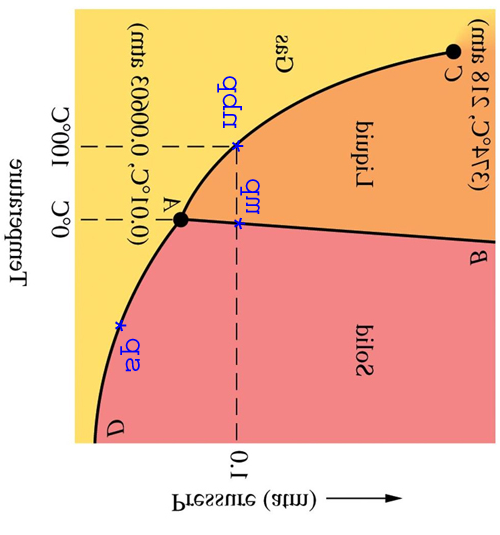 Gas
(374°C, 218 atm)
C
nbp
100°C
(0.01°C, 0.00603 atm)
Liquid
Temperature
A
mp
0°C
B
sp
Solid
D
1.0
Pressure (atm)